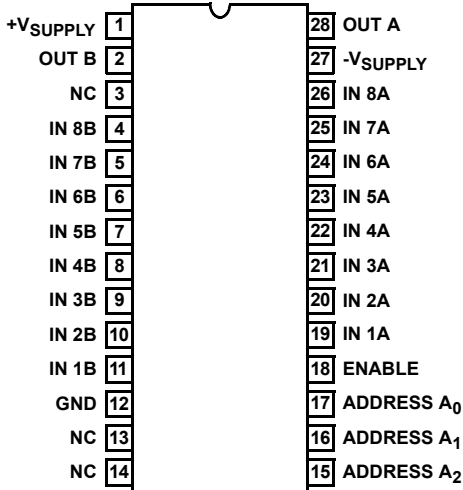 +VSUPPLY 1 28 OUT A
OUT B 2 27 -VSUPPLY
NC 3 26 IN 8A
IN 8B 4 25 IN 7A
IN 7B 5 24 IN 6A
IN 6B 6 23 IN 5A
IN 5B 7 22 IN 4A
IN 4B 8 21 IN 3A
IN 3B 9 20 IN 2A
IN 2B 10 19 IN 1A
IN 1B 11 18 ENABLE
GND 12 17 ADDRESS A0
NC 13 16 ADDRESS A1
NC 14 15 ADDRESS A2